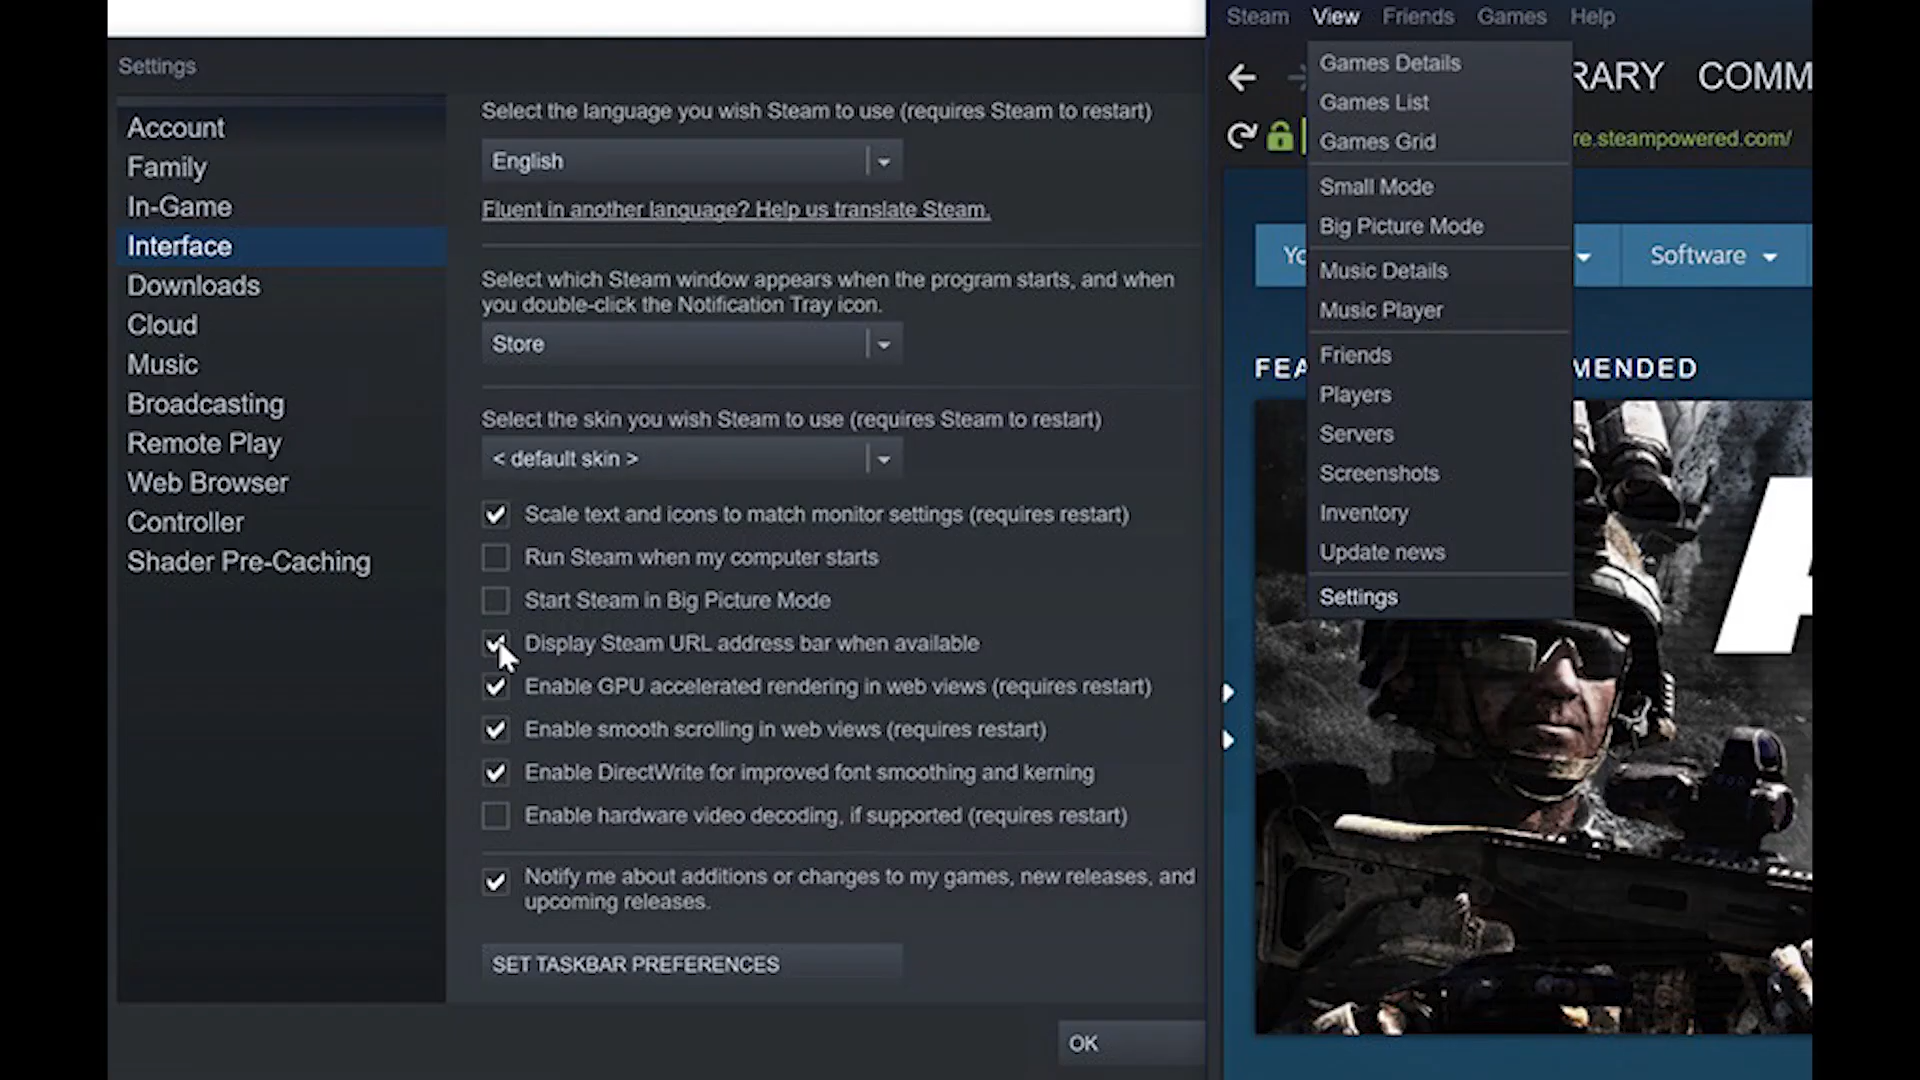 Settings
Account
Family
In-Game
Interface
Downloads
Cloud
Music
Broadcasting
Remote Play
Web Browser
Controller
Shader Pre-Caching
Select the language you wish Steam to use (requires Steam to restart)
English
Fluent in another language? Help us translate Steam.
Select which Steam window appears when the program starts, and when
you double-click the Notification Tray icon.
Store
Select the skin you wish Steam to use (requires Steam to restart)
< default skin >
Scale text and icons to match monitor settings (requires restart)
Run Steam when my computer starts
Start Steam in Big Picture Mode
Display Steam URL address bar when available
Enable GPU accelerated rendering in web views (requires restart)
Enable smooth scrolling in web views (requires restart)
Enable DirectWrite for improved font smoothing and kerning
Enable hardware video decoding, if supported (requires restart)
Notify me about additions or changes to my games, new releases, and
upcoming releases.
SET TASKBAR PREFERENCES
OK
Steam View Friends Games Help
RARY COMM
re.steampowered.com/
Games Details
Games List
Games Grid
Small Mode
Big Picture Mode
Music Details
Music Player
Friends
Players
Servers
Screenshots
Inventory
Update news
Settings
Yo
Software
FEA MENDED
A